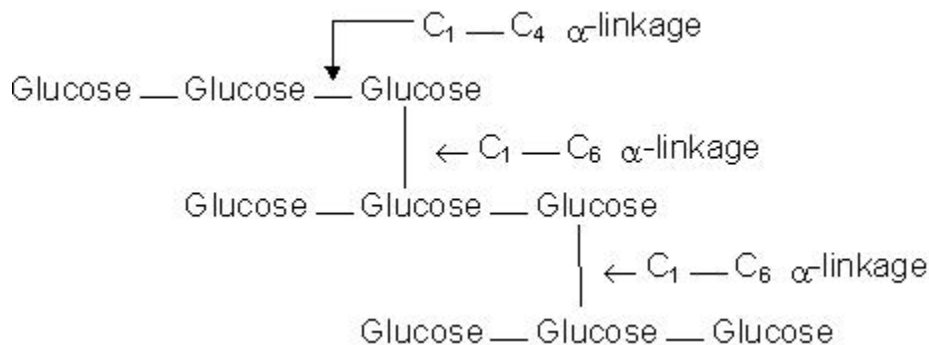 C₁ — C₄ α-linkage
Glucose — Glucose — Glucose
← C₁ — C₆ α-linkage
Glucose — Glucose — Glucose
← C₁ — C₆ α-linkage
Glucose — Glucose — Glucose